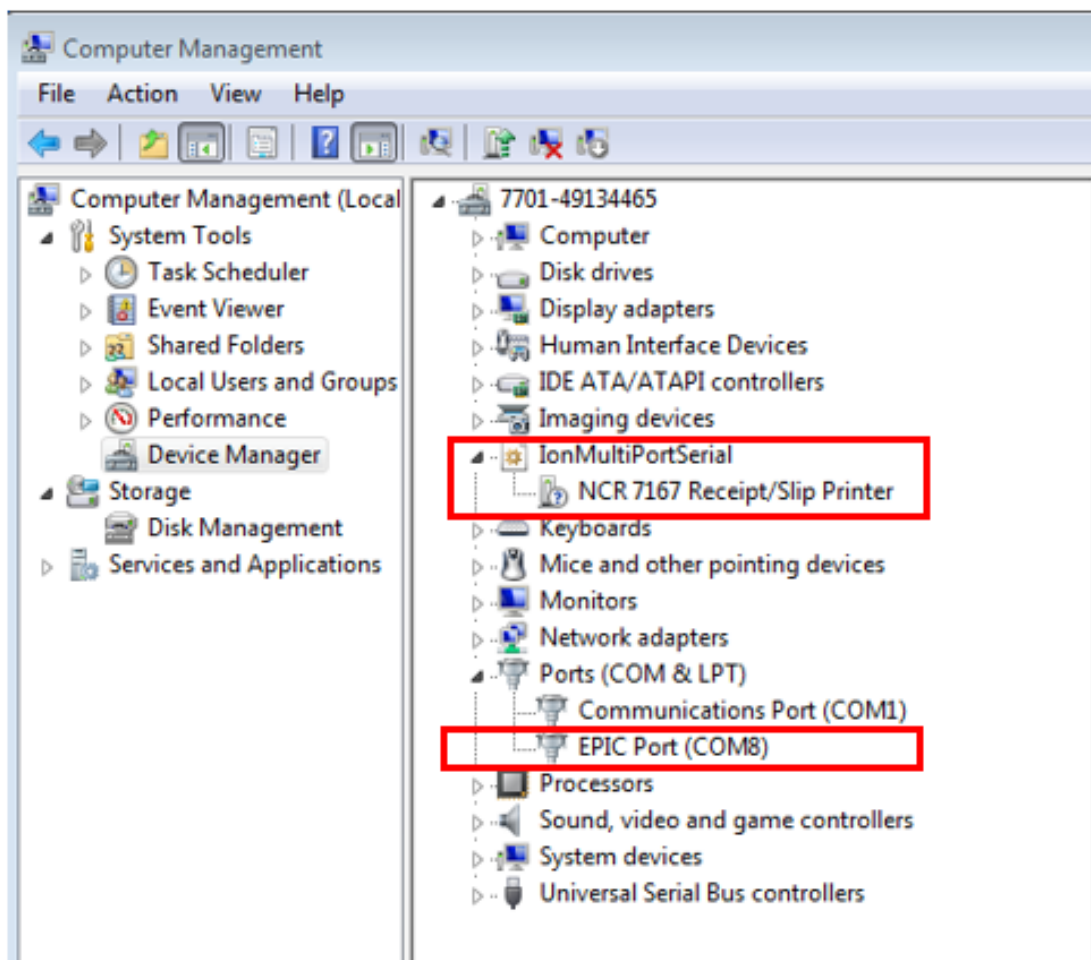 Computer Management
File Action View Help
Computer Management (Local
System Tools
Task Scheduler
Event Viewer
Shared Folders
Local Users and Groups
Performance
Device Manager
Storage
Disk Management
Services and Applications
7701-49134465
Computer
Disk drives
Display adapters
Human Interface Devices
IDE ATA/ATAPI controllers
Imaging devices
IonMultiPortSerial
NCR 7167 Receipt/Slip Printer
Keyboards
Mice and other pointing devices
Monitors
Network adapters
Ports (COM & LPT)
Communications Port (COM1)
EPIC Port (COM8)
Processors
Sound, video and game controllers
System devices
Universal Serial Bus controllers